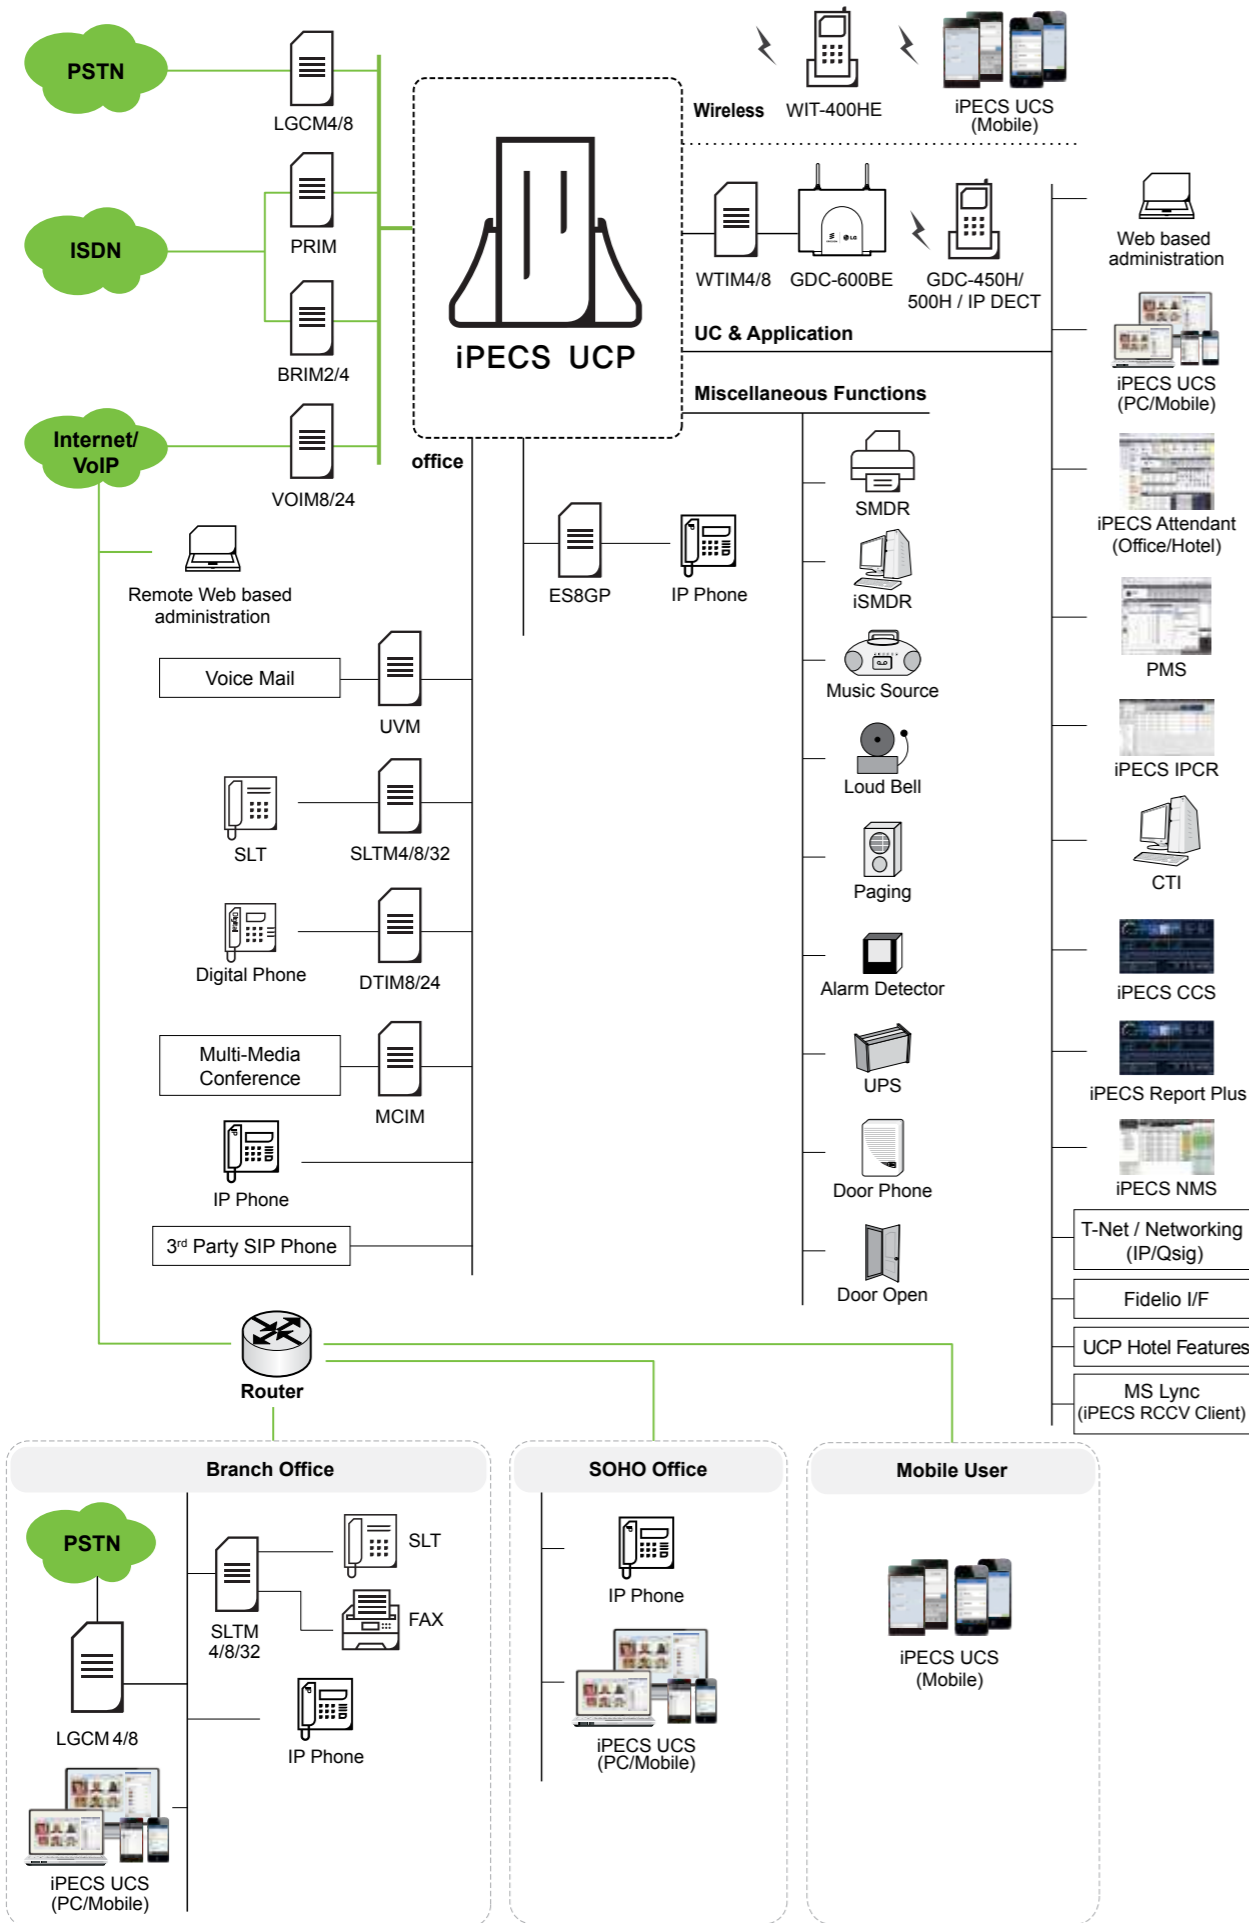 PSTN
LGCM4/8
ISDN
PRIM
BRIM2/4
Internet/
VoIP
VOIM8/24
Remote Web based
administration
iPECS UCP
Wireless
WIT-400HE
iPECS UCS
(Mobile)
WTIM4/8
GDC-600BE
GDC-450H/
500H / IP DECT
UC & Application
Miscellaneous Functions
office
ES8GP
IP Phone
Voice Mail
UVM
SLT
SLTM4/8/32
Digital
Digital Phone
DTIM8/24
Multi-Media
Conference
MCIM
IP
IP Phone
3rd Party SIP Phone
SMDR
iSMDR
Music Source
Loud Bell
Paging
Alarm Detector
UPS
Door Phone
Door Open
Web based
administration
iPECS UCS
(PC/Mobile)
iPECS Attendant
(Office/Hotel)
PMS
iPECS IPCR
CTI
iPECS CCS
iPECS Report Plus
iPECS NMS
T-Net / Networking
(IP/Qsig)
Fidelio I/F
UCP Hotel Features
MS Lync
(iPECS RCCV Client)
Router
Branch Office
PSTN
LGCM 4/8
SLTM
4/8/32
SLT
FAX
IP Phone
iPECS UCS
(PC/Mobile)
SOHO Office
IP Phone
iPECS UCS
(PC/Mobile)
Mobile User
iPECS UCS
(Mobile)